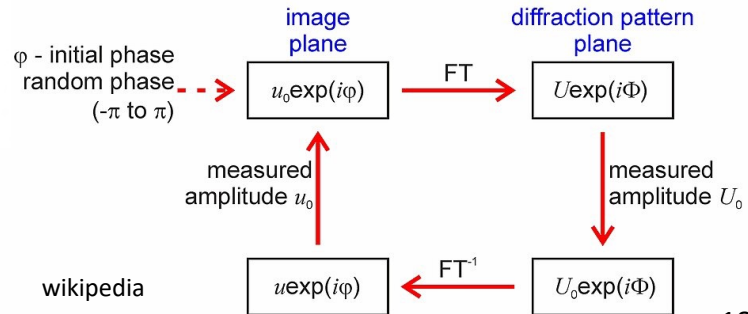 image
plane
diffraction pattern
plane
φ - initial phase
random phase
(-π to π)
u₀exp(iφ)
FT
Uexp(iΦ)
measured
amplitude u₀
measured
amplitude U₀
wikipedia
uexp(iφ)
FT⁻¹
U₀exp(iΦ)